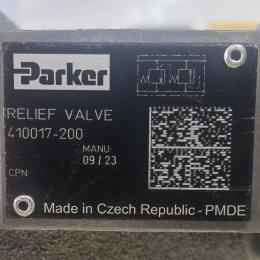 Parker
RELIEF VALVE
410017-200
MANU:
09/23
CPN:
Made in Czech Republic - PMDE